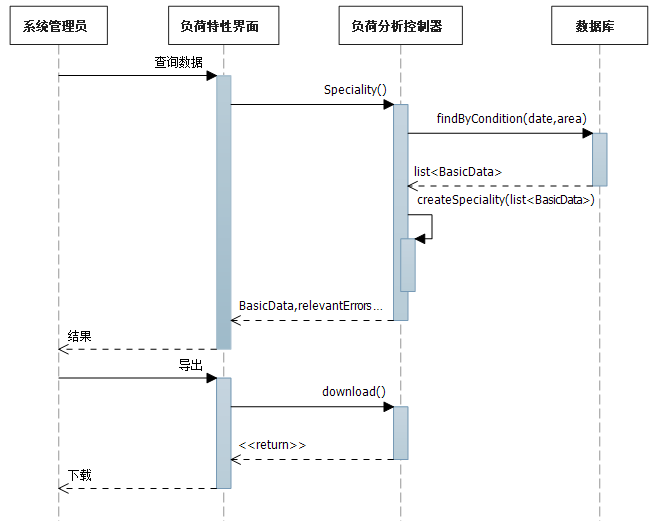 系统管理员
负荷特性界面
负荷分析控制器
数据库
查询数据
Speciality()
findByCondition(date,area)
list<BasicData>
createSpeciality(list<BasicData>)
BasicData,relevantErrors...
结果
导出
download()
<<return>>
下载